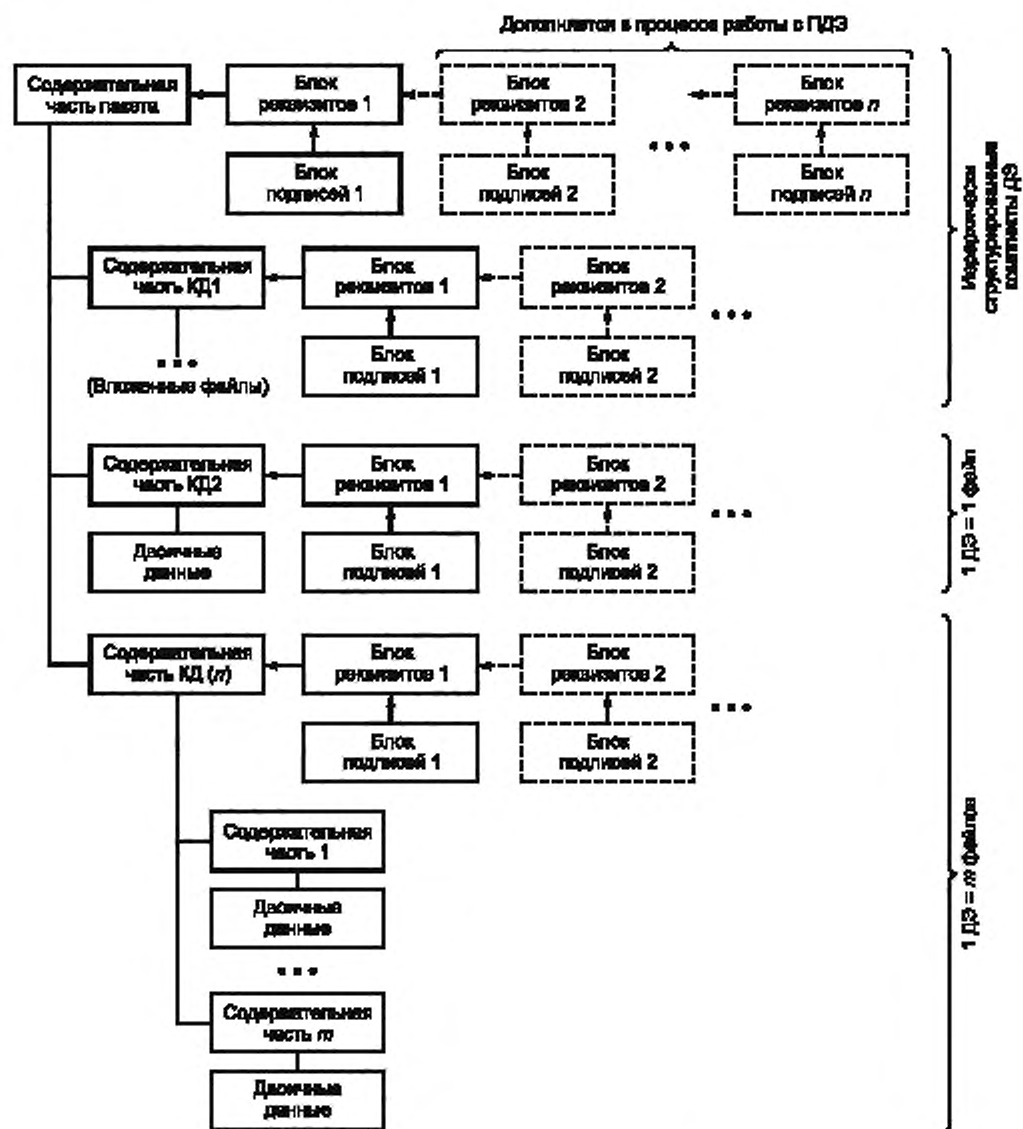 Дополняется в процессе работы с ПДЭ
Содержательная
часть пакета
Блок
реквизитов 1
Блок
реквизитов 2
Блок
реквизитов n
Блок
подписей 1
Блок
подписей 2
• • •
Блок
подписей n
Иерархически
структурированные
комплекты ДЭ
Содержательная
часть КД1
Блок
реквизитов 1
Блок
реквизитов 2
• • •
(Вложенные файлы)
Блок
подписей 1
Блок
подписей 2
• • •
Содержательная
часть КД2
Блок
реквизитов 1
Блок
реквизитов 2
Двоичные
данные
Блок
подписей 1
Блок
подписей 2
• • •
1 ДЭ = 1 файл
Содержательная
часть КД (n)
Блок
реквизитов 1
Блок
реквизитов 2
Блок
подписей 1
Блок
подписей 2
• • •
1 ДЭ = m файлов
Содержательная
часть 1
Двоичные
данные
• • •
Содержательная
часть m
Двоичные
данные